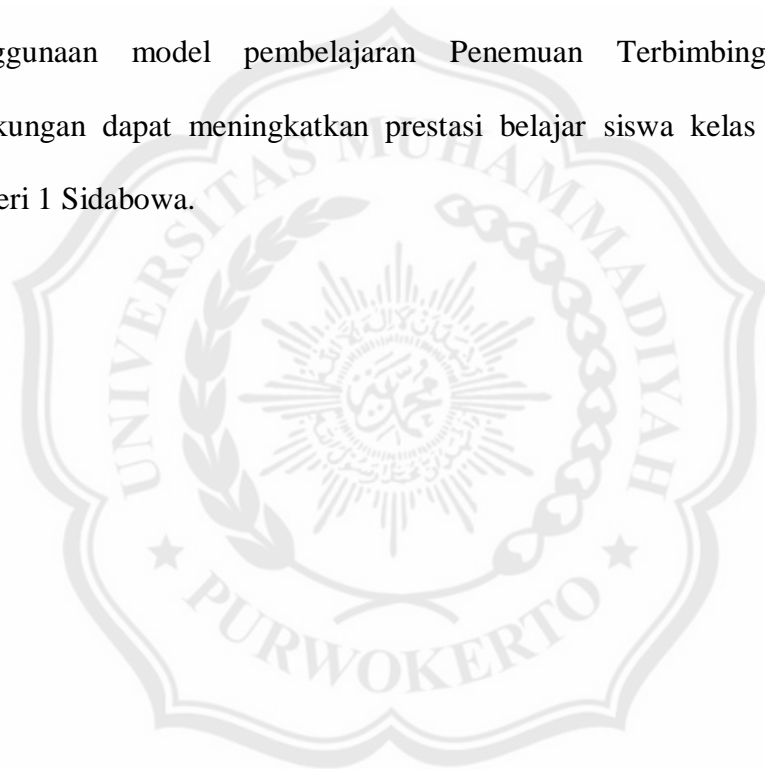 ggunaan model pembelajaran Penemuan Terbimbing
kungan dapat meningkatkan prestasi belajar siswa kelas
eri 1 Sidabowa.
UNIVERSITAS MUHAMMADIYAH
PURWOKERTO